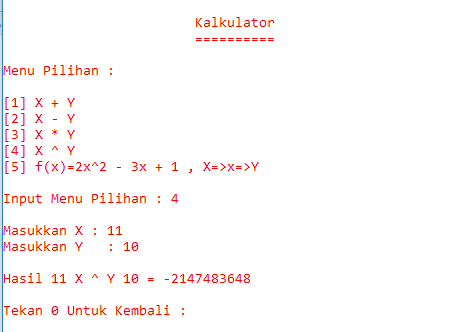 Kalkulator
==========
Menu Pilihan :
[1] X + Y
[2] X - Y
[3] X * Y
[4] X ^ Y
[5] f(x)=2x^2 - 3x + 1 , X=>x=>Y
Input Menu Pilihan : 4
Masukkan X : 11
Masukkan Y   : 10
Hasil 11 X ^ Y 10 = -2147483648
Tekan 0 Untuk Kembali :